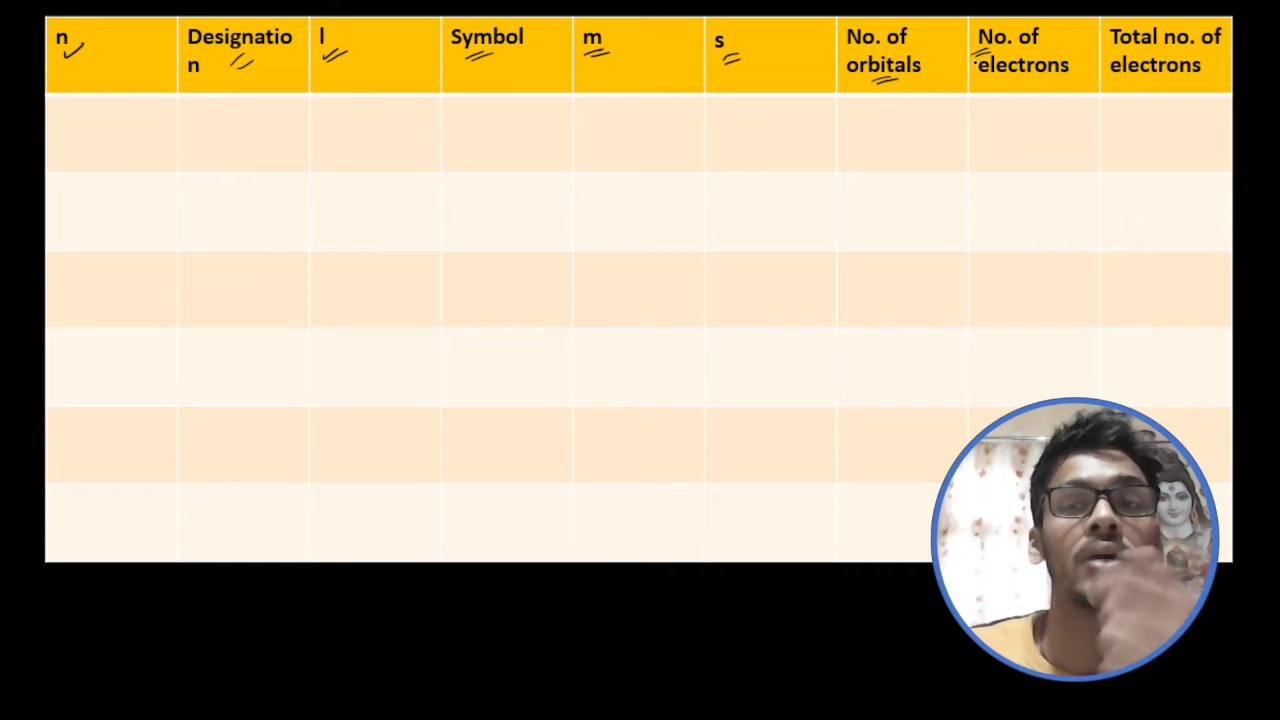 n
Designatio
n
l
Symbol
m
s
No. of
orbitals
No. of
electrons
Total no. of
electrons